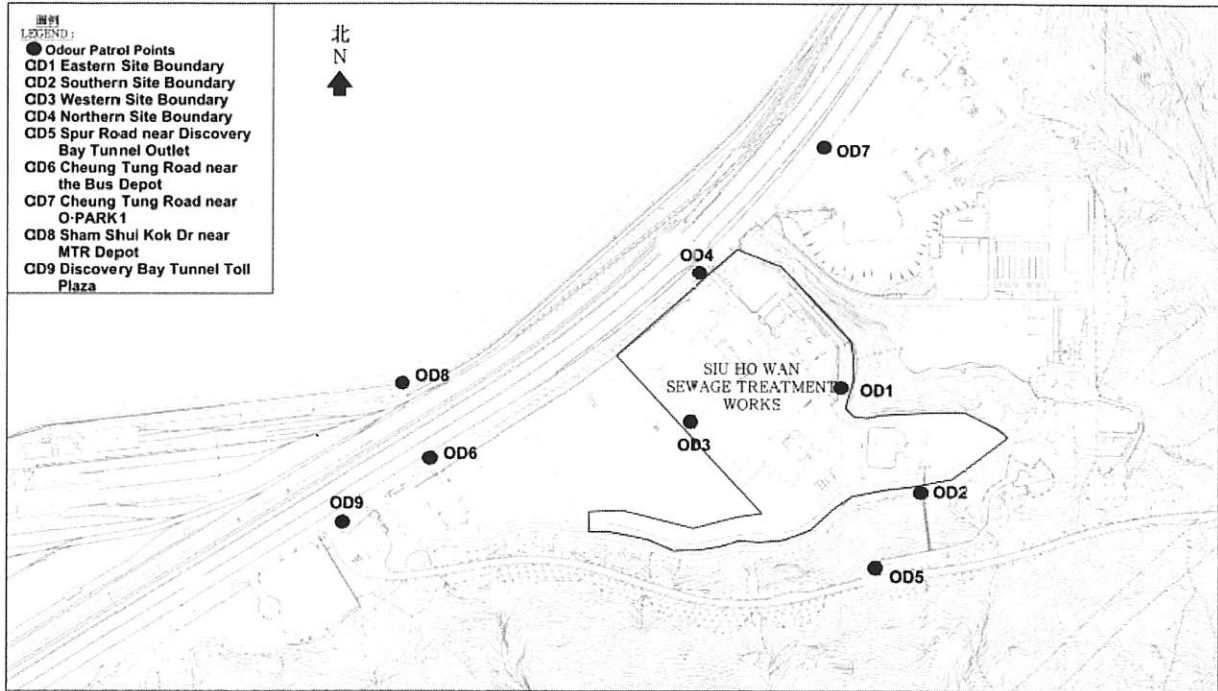 圖例
LEGEND :
Odour Patrol Points
OD1 Eastern Site Boundary
OD2 Southern Site Boundary
OD3 Western Site Boundary
OD4 Northern Site Boundary
OD5 Spur Road near Discovery
Bay Tunnel Outlet
OD6 Cheung Tung Road near
the Bus Depot
OD7 Cheung Tung Road near
O·PARK1
OD8 Sham Shui Kok Dr near
MTR Depot
OD9 Discovery Bay Tunnel Toll
Plaza
北
N
OD7
OD4
OD8
SIU HO WAN
SEWAGE TREATMENT
WORKS
OD1
OD3
OD6
OD2
OD9
OD5